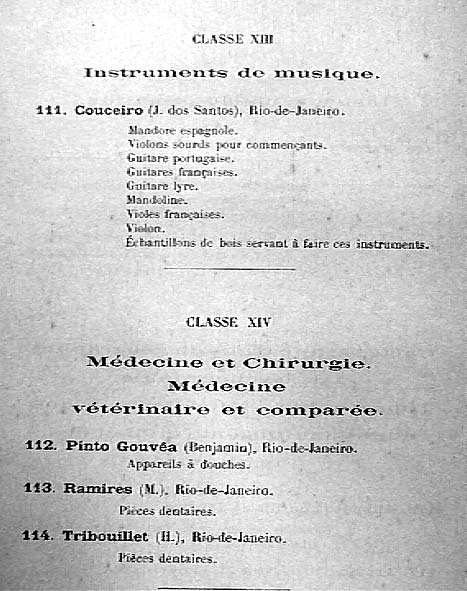 CLASSE XIII
Instruments de musique.
111. Couceiro (J. dos Santos), Rio-de-Janeiro.
Mandore espagnole.
Violons sourds pour commençants.
Guitare portugaise.
Guitares françaises.
Guitare lyre.
Mandoline.
Violes françaises.
Violon.
Échantillons de bois servant à faire ces instruments.
CLASSE XIV
Médecine et Chirurgie.
Médecine
vétérinaire et comparée.
112. Pinto Gouvêa (Benjamin), Rio-de-Janeiro.
Appareils à douches.
113. Ramires (M.), Rio-de-Janeiro.
Pièces dentaires.
114. Tribouillet (H.), Rio-de-Janeiro.
Pièces dentaires.